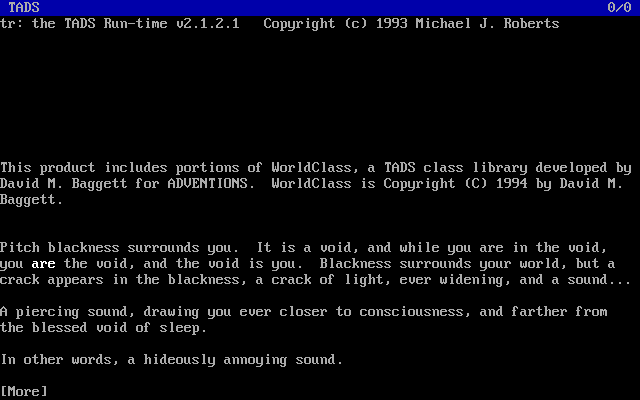 TADS 0/0
tr: the TADS Run-time v2.1.2.1   Copyright (c) 1993 Michael J. Roberts
This product includes portions of WorldClass, a TADS class library developed by
David M. Baggett for ADVENTIONS.  WorldClass is Copyright (C) 1994 by David M.
Baggett.
Pitch blackness surrounds you.  It is a void, and while you are in the void,
you are the void, and the void is you.  Blackness surrounds your world, but a
crack appears in the blackness, a crack of light, ever widening, and a sound...
A piercing sound, drawing you ever closer to consciousness, and farther from
the blessed void of sleep.
In other words, a hideously annoying sound.
[More]